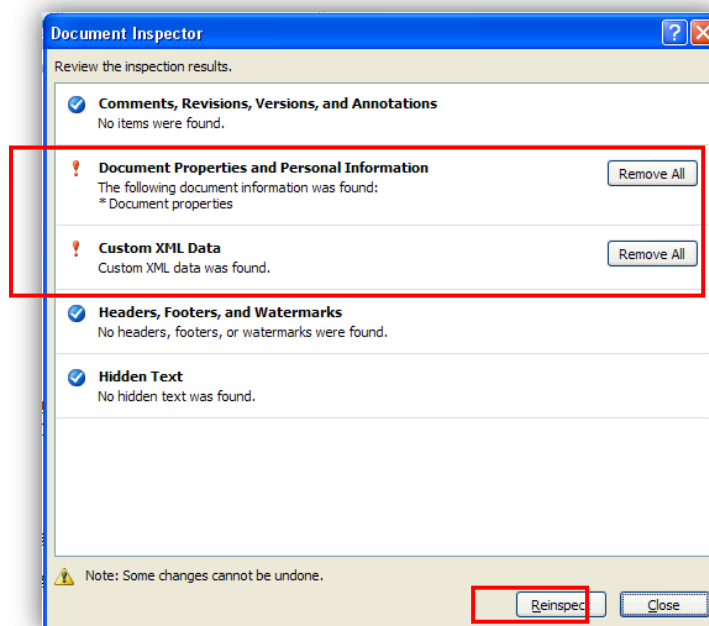 Document Inspector
Review the inspection results.
Comments, Revisions, Versions, and Annotations
No items were found.
Document Properties and Personal Information
Remove All
The following document information was found:
* Document properties
Custom XML Data
Remove All
Custom XML data was found.
Headers, Footers, and Watermarks
No headers, footers, or watermarks were found.
Hidden Text
No hidden text was found.
Note: Some changes cannot be undone.
Reinspect
Close